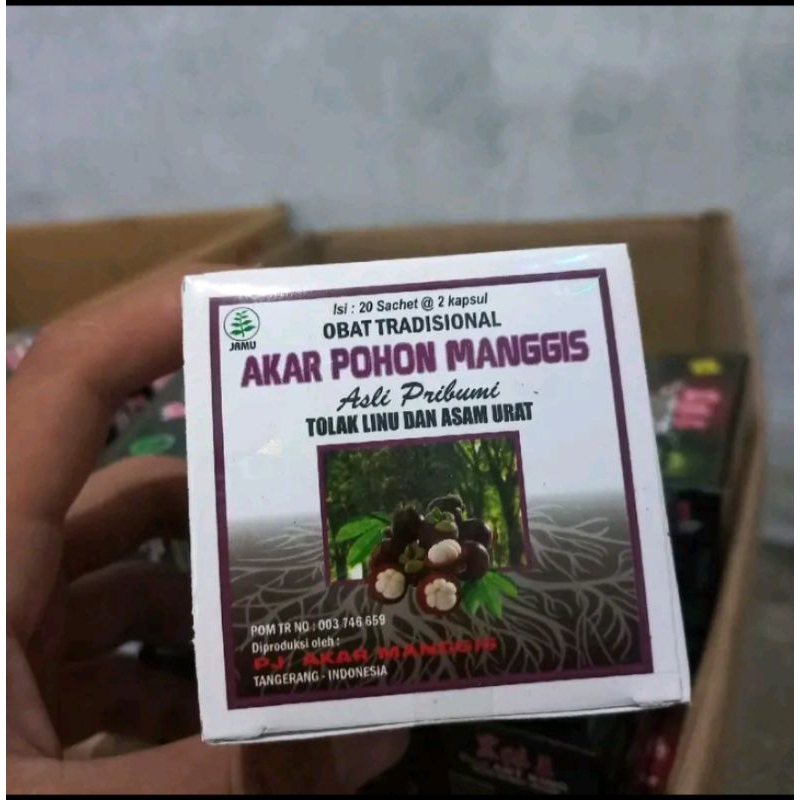 Isi : 20 Sachet @ 2 kapsul
OBAT TRADISIONAL
JAMU
AKAR POHON MANGGIS
Asli Pribumi
TOLAK LINU DAN ASAM URAT
POM TR NO : 003 746 659
Diproduksi oleh :
PJ. AKAR MANGGIS
TANGERANG - INDONESIA